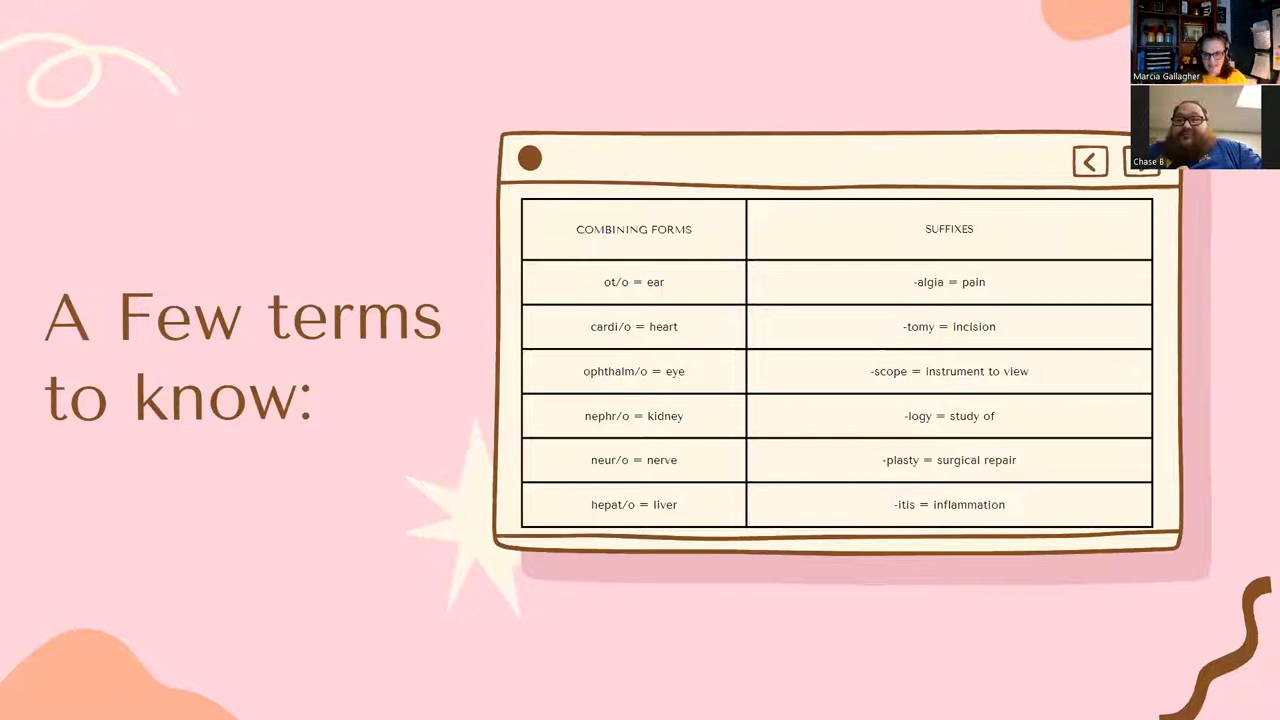 A Few terms
to know:
COMBINING FORMS SUFFIXES
ot/o = ear -algia = pain
cardi/o = heart -tomy = incision
ophthalm/o = eye -scope = instrument to view
nephr/o = kidney -logy = study of
neur/o = nerve -plasty = surgical repair
hepat/o = liver -itis = inflammation
Marcia Gallagher
Chase B